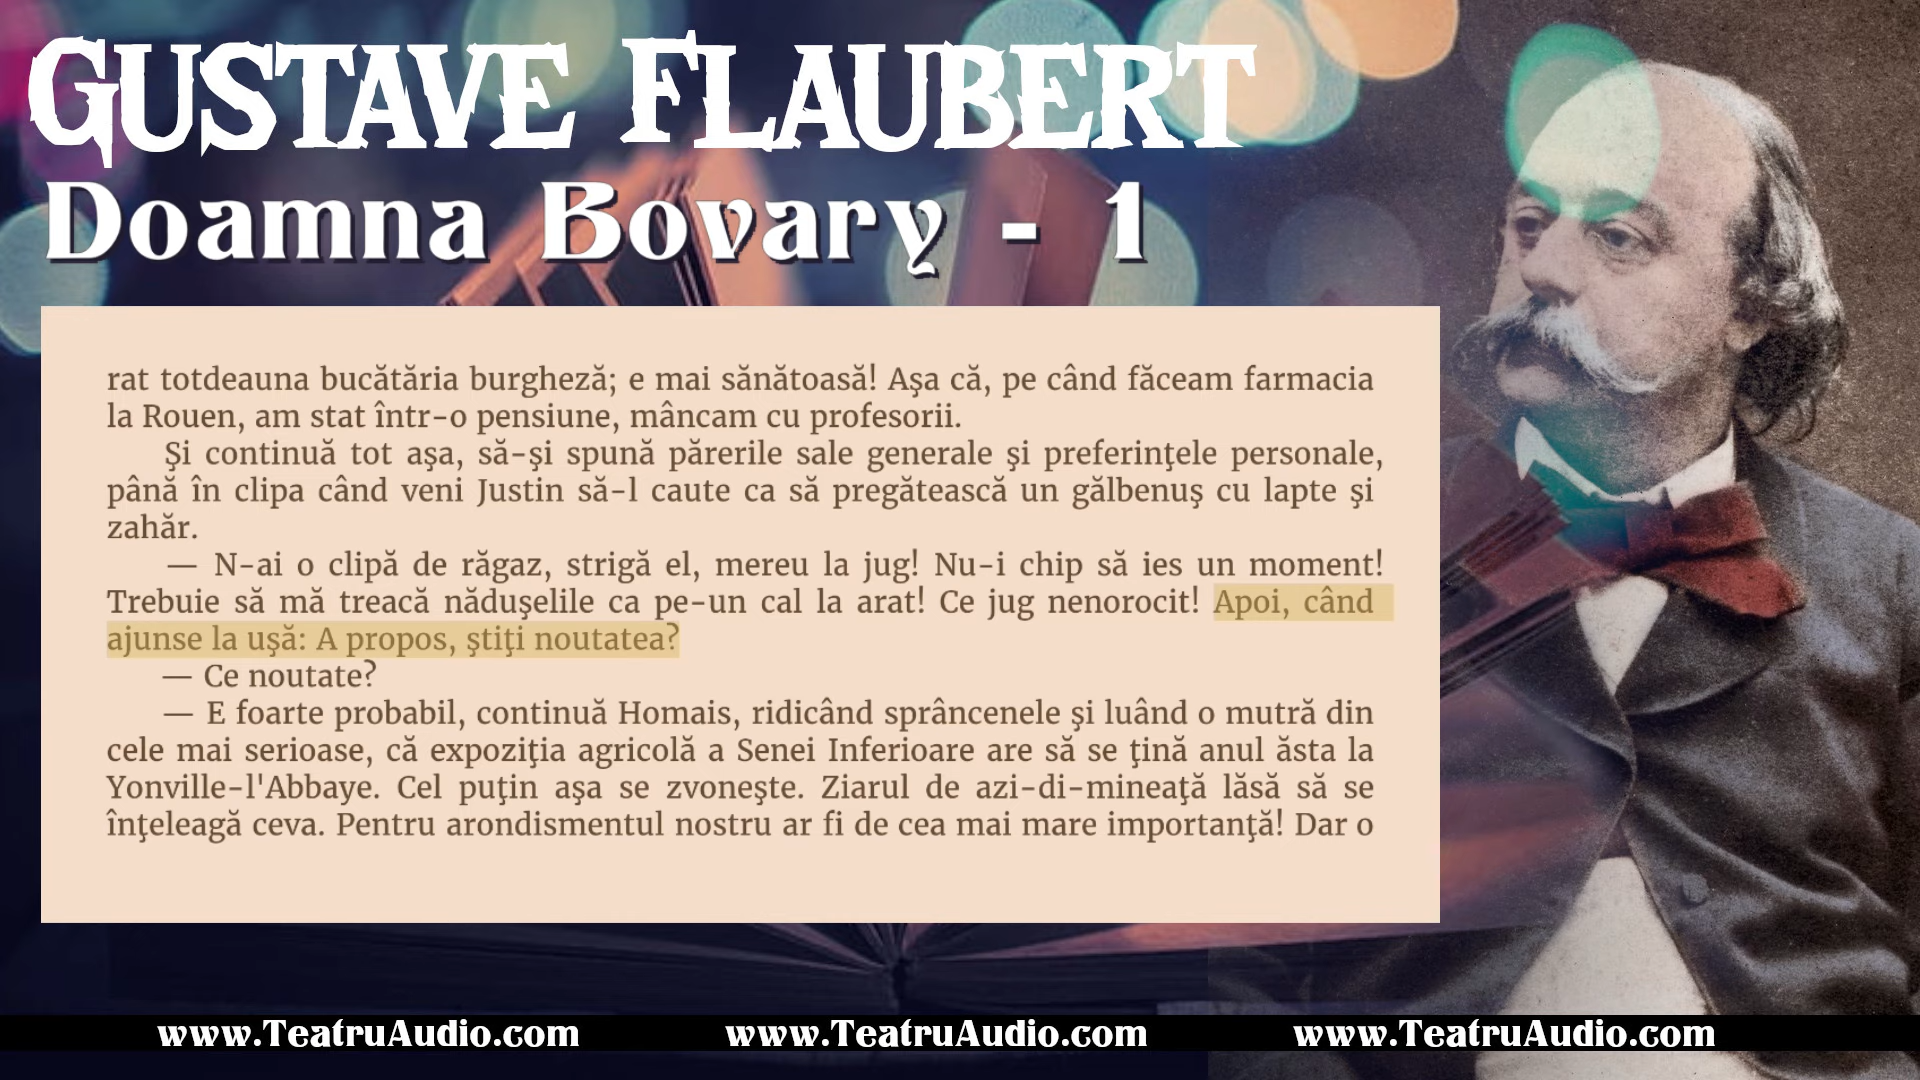 GUSTAVE FLAUBERT
Doamna Bovary - 1
rat totdeauna bucătăria burgheză; e mai sănătoasă! Aşa că, pe când făceam farmacia
la Rouen, am stat într-o pensiune, mâncam cu profesorii.
Şi continuă tot aşa, să-şi spună părerile sale generale şi preferinţele personale,
până în clipa când veni Justin să-l caute ca să pregătească un gălbenuş cu lapte şi
zahăr.
— N-ai o clipă de răgaz, strigă el, mereu la jug! Nu-i chip să ies un moment!
Trebuie să mă treacă năduşelile ca pe-un cal la arat! Ce jug nenorocit! Apoi, când
ajunse la uşă: A propos, ştiţi noutatea?
— Ce noutate?
— E foarte probabil, continuă Homais, ridicând sprâncenele şi luând o mutră din
cele mai serioase, că expoziţia agricolă a Senei Inferioare are să se ţină anul ăsta la
Yonville-l'Abbaye. Cel puţin aşa se zvoneşte. Ziarul de azi-di-mineaţă lăsă să se
înţeleagă ceva. Pentru arondismentul nostru ar fi de cea mai mare importanţă! Dar o
www.TeatruAudio.com www.TeatruAudio.com www.TeatruAudio.com